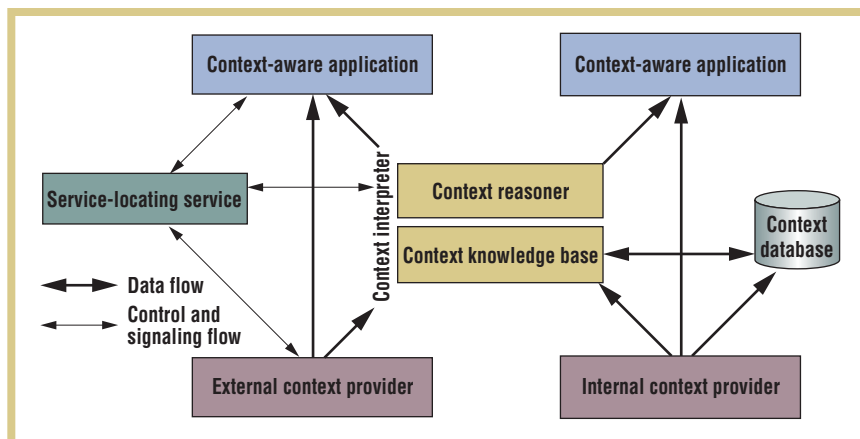 Context-aware application
Context-aware application
Service-locating service
Context interpreter
Context reasoner
Context knowledge base
Context
database
Data flow
Control and
signaling flow
External context provider
Internal context provider